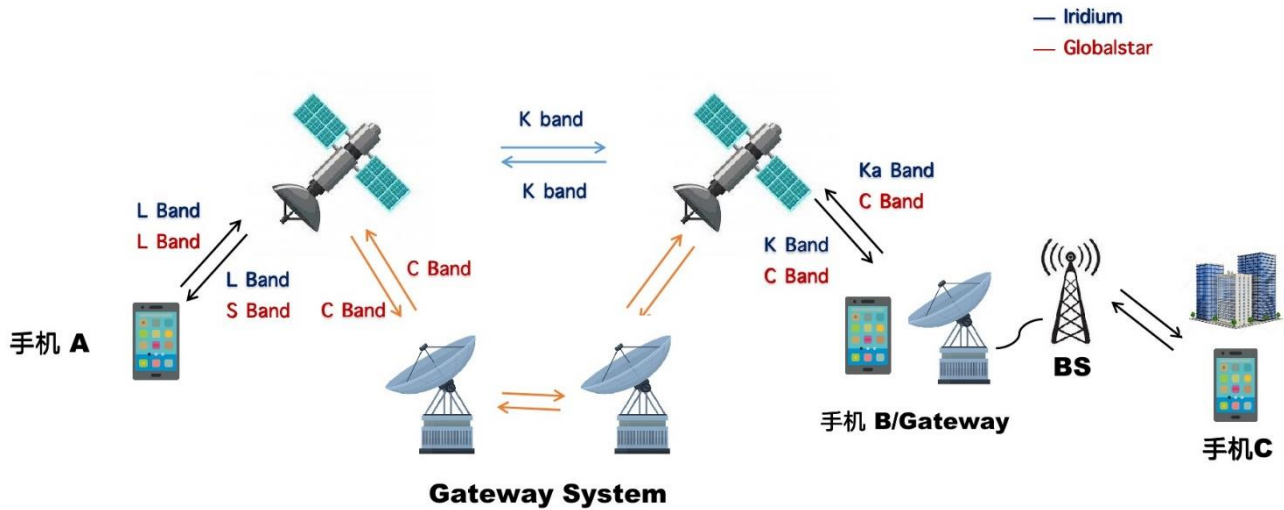 — Iridium
— Globalstar
K band
K band
L Band
L Band
L Band
S Band
C Band
C Band
Ka Band
C Band
K Band
C Band
手机 A
BS
手机 B/Gateway
手机C
Gateway System